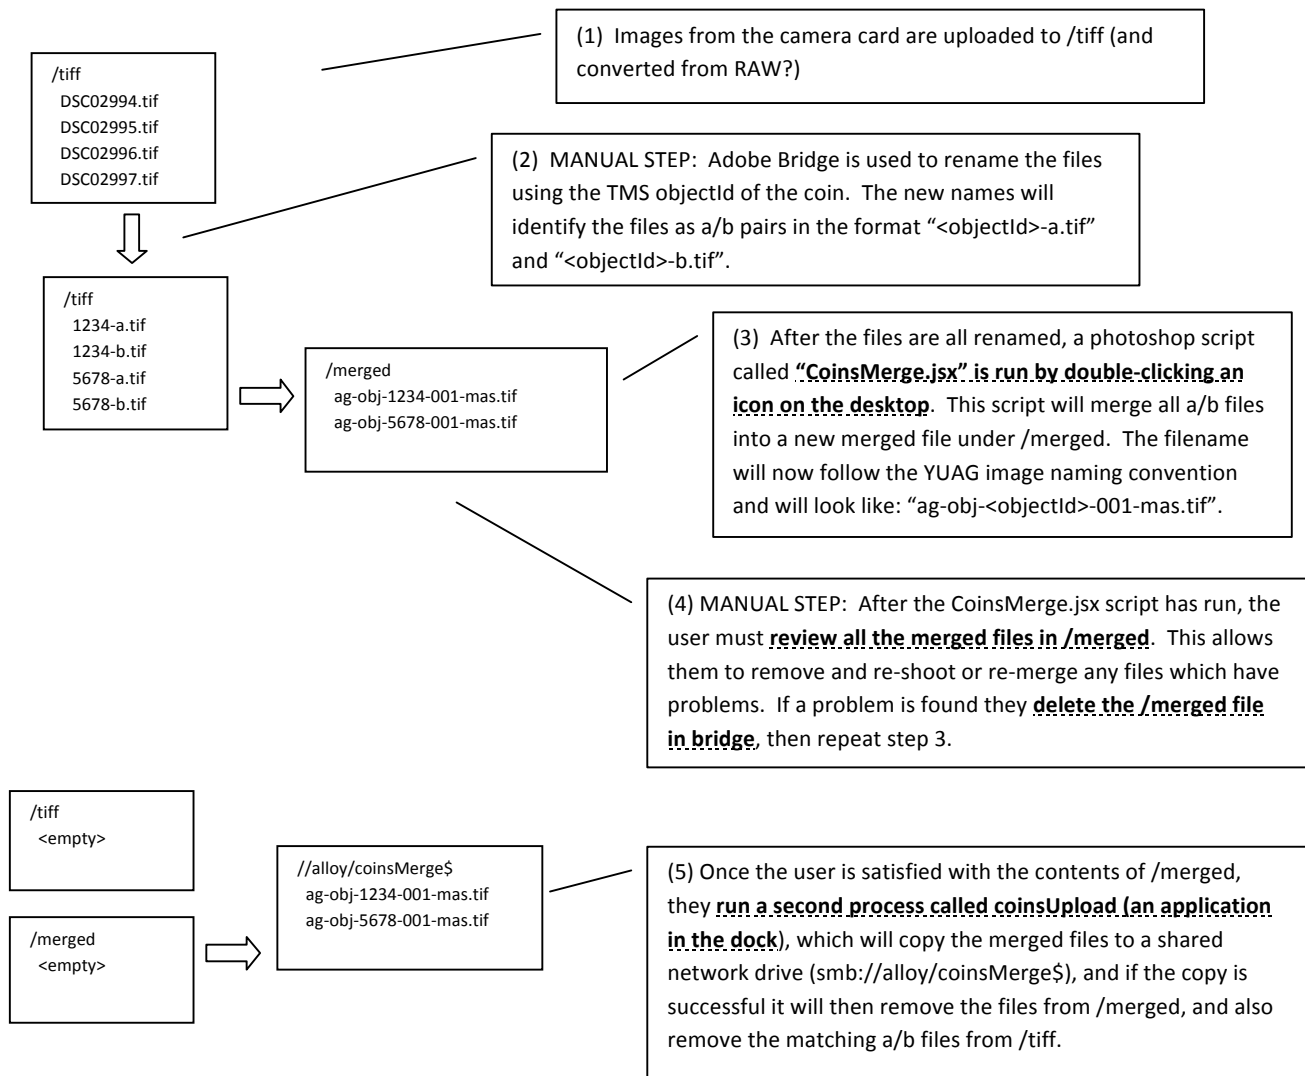 (1)  Images from the camera card are uploaded to /tiff (and
converted from RAW?)
/tiff
DSC02994.tif
DSC02995.tif
DSC02996.tif
DSC02997.tif
(2)  MANUAL STEP:  Adobe Bridge is used to rename the files
using the TMS objectId of the coin.  The new names will
identify the files as a/b pairs in the format “<objectId>-a.tif”
and “<objectId>-b.tif”.
/tiff
1234-a.tif
1234-b.tif
5678-a.tif
5678-b.tif
/merged
ag-obj-1234-001-mas.tif
ag-obj-5678-001-mas.tif
(3)  After the files are all renamed, a photoshop script
called “CoinsMerge.jsx” is run by double-clicking an
icon on the desktop.  This script will merge all a/b files
into a new merged file under /merged.  The filename
will now follow the YUAG image naming convention
and will look like: “ag-obj-<objectId>-001-mas.tif”.
(4) MANUAL STEP:  After the CoinsMerge.jsx script has run, the
user must review all the merged files in /merged.  This allows
them to remove and re-shoot or re-merge any files which have
problems.  If a problem is found they delete the /merged file
in bridge, then repeat step 3.
/tiff
<empty>
/merged
<empty>
//alloy/coinsMerge$
ag-obj-1234-001-mas.tif
ag-obj-5678-001-mas.tif
(5) Once the user is satisfied with the contents of /merged,
they run a second process called coinsUpload (an application
in the dock), which will copy the merged files to a shared
network drive (smb://alloy/coinsMerge$), and if the copy is
successful it will then remove the files from /merged, and also
remove the matching a/b files from /tiff.